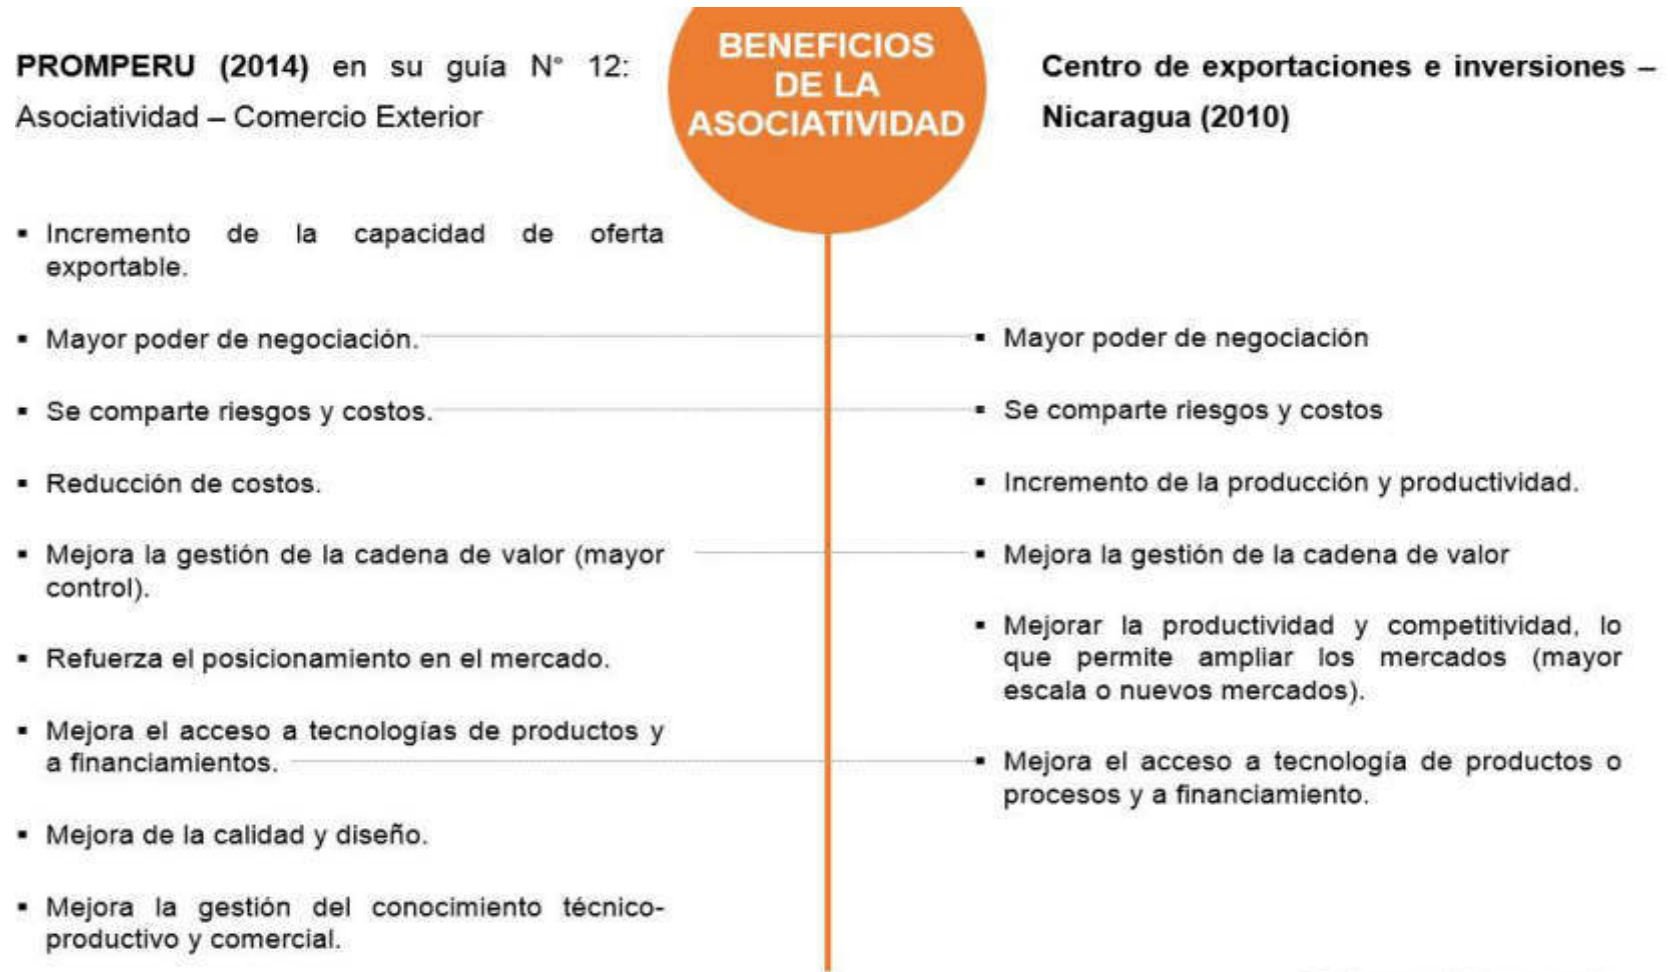 BENEFICIOS
DE LA
ASOCIATIVIDAD
PROMPERU (2014) en su guía N° 12:
Asociatividad – Comercio Exterior
▪ Incremento de la capacidad de oferta
exportable.
▪ Mayor poder de negociación.
▪ Se comparte riesgos y costos.
▪ Reducción de costos.
▪ Mejora la gestión de la cadena de valor (mayor
control).
▪ Refuerza el posicionamiento en el mercado.
▪ Mejora el acceso a tecnologías de productos y
a financiamientos.
▪ Mejora de la calidad y diseño.
▪ Mejora la gestión del conocimiento técnico-
productivo y comercial.
Centro de exportaciones e inversiones –
Nicaragua (2010)
▪ Mayor poder de negociación
▪ Se comparte riesgos y costos
▪ Incremento de la producción y productividad.
▪ Mejora la gestión de la cadena de valor
▪ Mejorar la productividad y competitividad, lo
que permite ampliar los mercados (mayor
escala o nuevos mercados).
▪ Mejora el acceso a tecnología de productos o
procesos y a financiamiento.